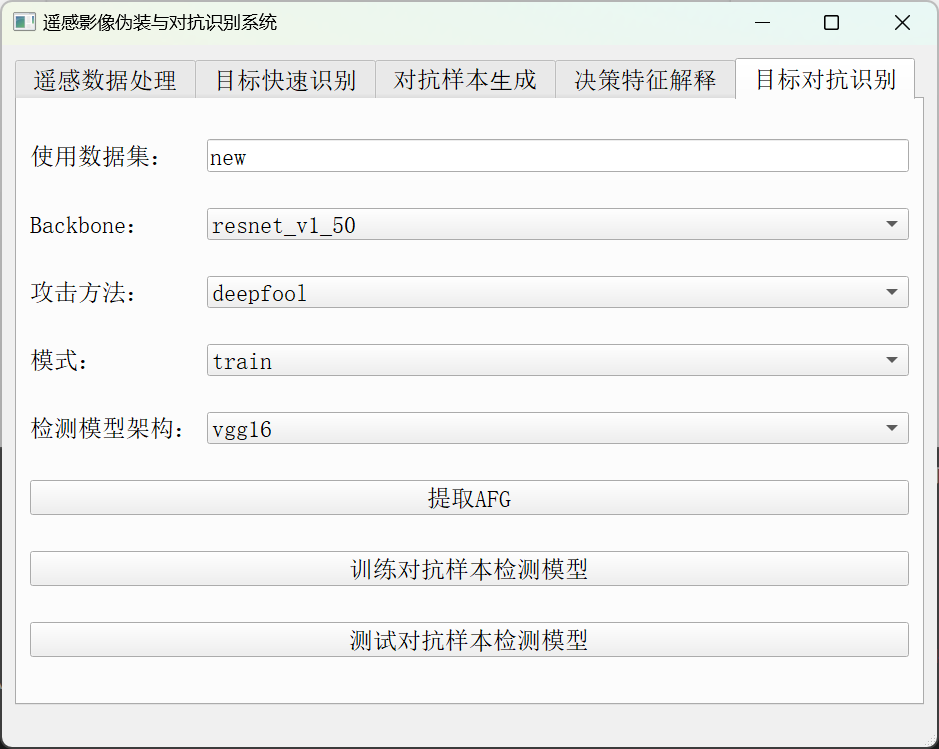 遥感影像伪装与对抗识别系统
遥感数据处理 目标快速识别 对抗样本生成 决策特征解释 目标对抗识别
使用数据集: new
Backbone: resnet_v1_50
攻击方法: deepfool
模式: train
检测模型架构: vgg16
提取AFG
训练对抗样本检测模型
测试对抗样本检测模型